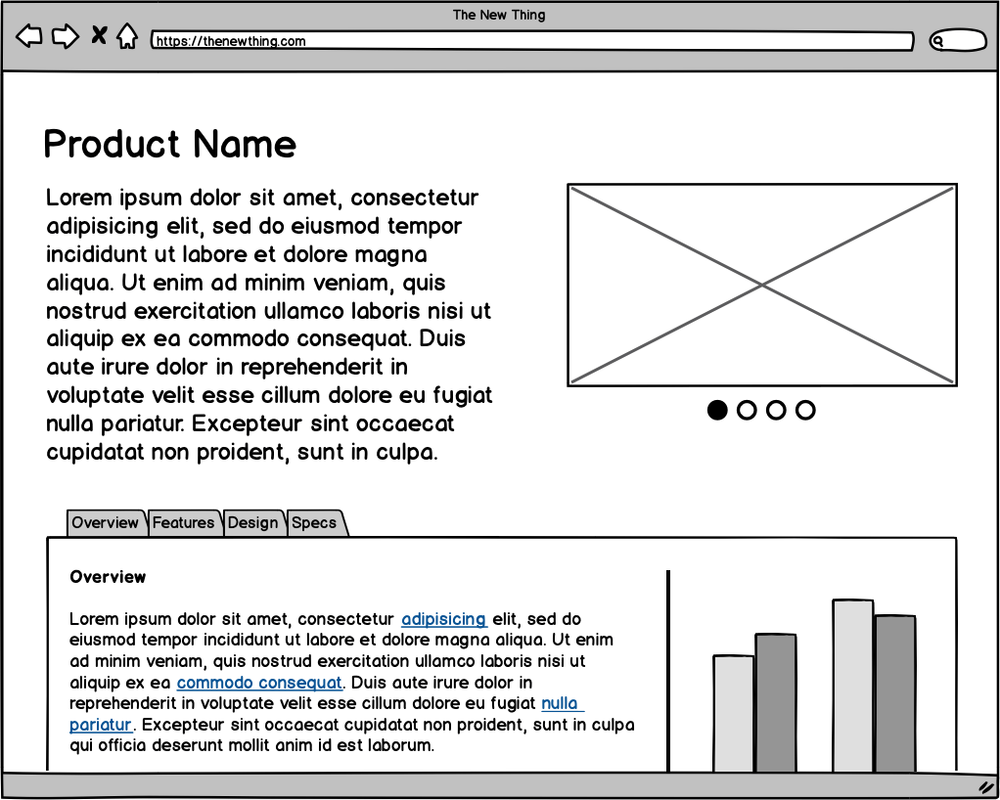 The New Thing
https://thenewthing.com
Product Name
Lorem ipsum dolor sit amet, consectetur
adipisicing elit, sed do eiusmod tempor
incididunt ut labore et dolore magna
aliqua. Ut enim ad minim veniam, quis
nostrud exercitation ullamco laboris nisi ut
aliquip ex ea commodo consequat. Duis
aute irure dolor in reprehenderit in
voluptate velit esse cillum dolore eu fugiat
nulla pariatur. Excepteur sint occaecat
cupidatat non proident, sunt in culpa.
Overview Features Design Specs
Overview
Lorem ipsum dolor sit amet, consectetur adipisicing elit, sed do
eiusmod tempor incididunt ut labore et dolore magna aliqua. Ut enim
ad minim veniam, quis nostrud exercitation ullamco laboris nisi ut
aliquip ex ea commodo consequat. Duis aute irure dolor in
reprehenderit in voluptate velit esse cillum dolore eu fugiat nulla
pariatur. Excepteur sint occaecat cupidatat non proident, sunt in culpa
qui officia deserunt mollit anim id est laborum.